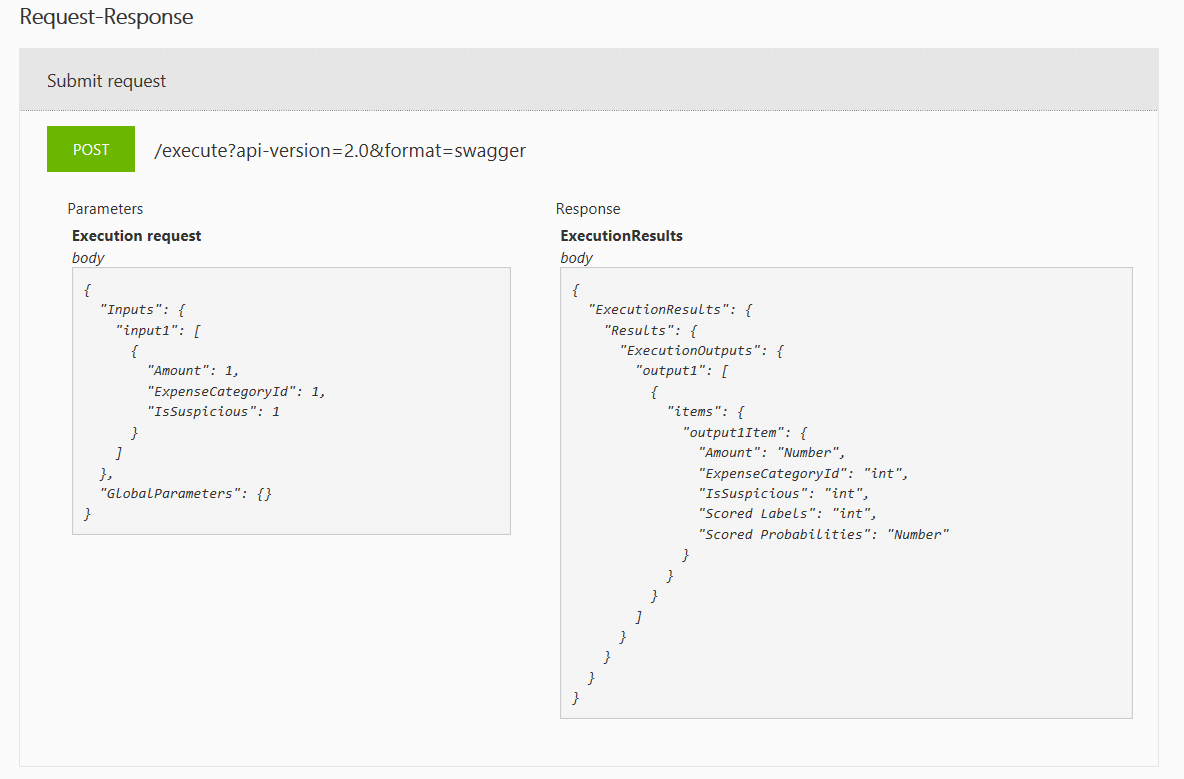 Request-Response
Submit request
POST
/execute?api-version=2.0&format=swagger
Parameters
Execution request
body
{
  "Inputs": {
    "input1": [
      {
        "Amount": 1,
        "ExpenseCategoryId": 1,
        "IsSuspicious": 1
      }
    ]
  },
  "GlobalParameters": {}
}
Response
ExecutionResults
body
{
  "ExecutionResults": {
    "Results": {
      "ExecutionOutputs": {
        "output1": [
          {
            "items": {
              "output1Item": {
                "Amount": "Number",
                "ExpenseCategoryId": "int",
                "IsSuspicious": "int",
                "Scored Labels": "int",
                "Scored Probabilities": "Number"
              }
            }
          }
        ]
      }
    }
  }
}